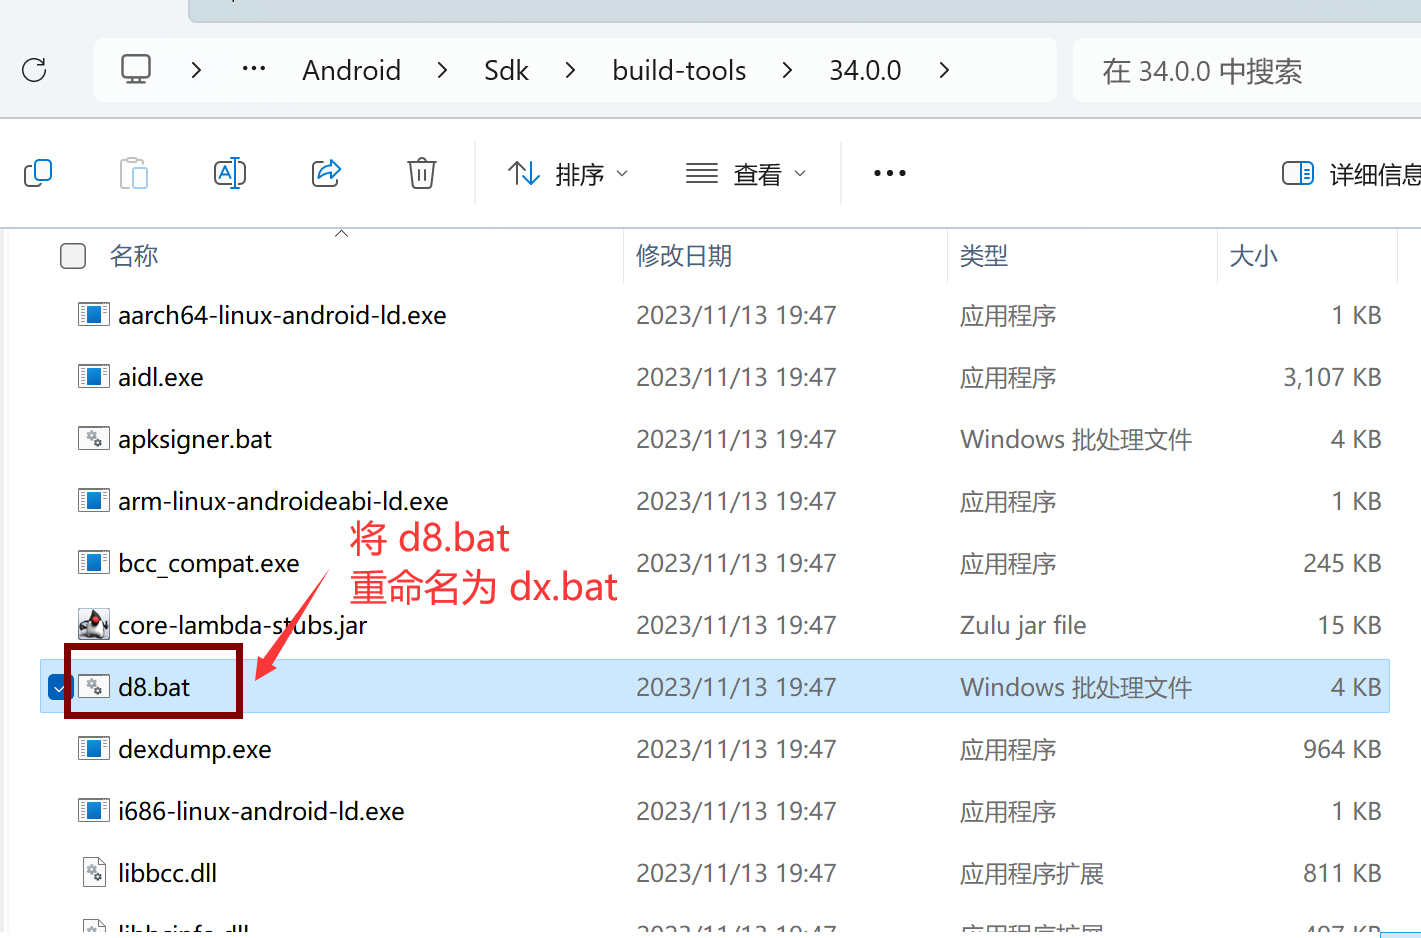 Android Sdk build-tools 34.0.0
在 34.0.0 中搜索
排序 查看 详细信息
名称 修改日期 类型 大小
aarch64-linux-android-ld.exe 2023/11/13 19:47 应用程序 1 KB
aidl.exe 2023/11/13 19:47 应用程序 3,107 KB
apksigner.bat 2023/11/13 19:47 Windows 批处理文件 4 KB
arm-linux-androideabi-ld.exe 2023/11/13 19:47 应用程序 1 KB
将 d8.bat
重命名为 dx.bat
bcc_compat.exe 2023/11/13 19:47 应用程序 245 KB
core-lambda-stubs.jar 2023/11/13 19:47 Zulu jar file 15 KB
d8.bat 2023/11/13 19:47 Windows 批处理文件 4 KB
dexdump.exe 2023/11/13 19:47 应用程序 964 KB
i686-linux-android-ld.exe 2023/11/13 19:47 应用程序 1 KB
libbcc.dll 2023/11/13 19:47 应用程序扩展 811 KB